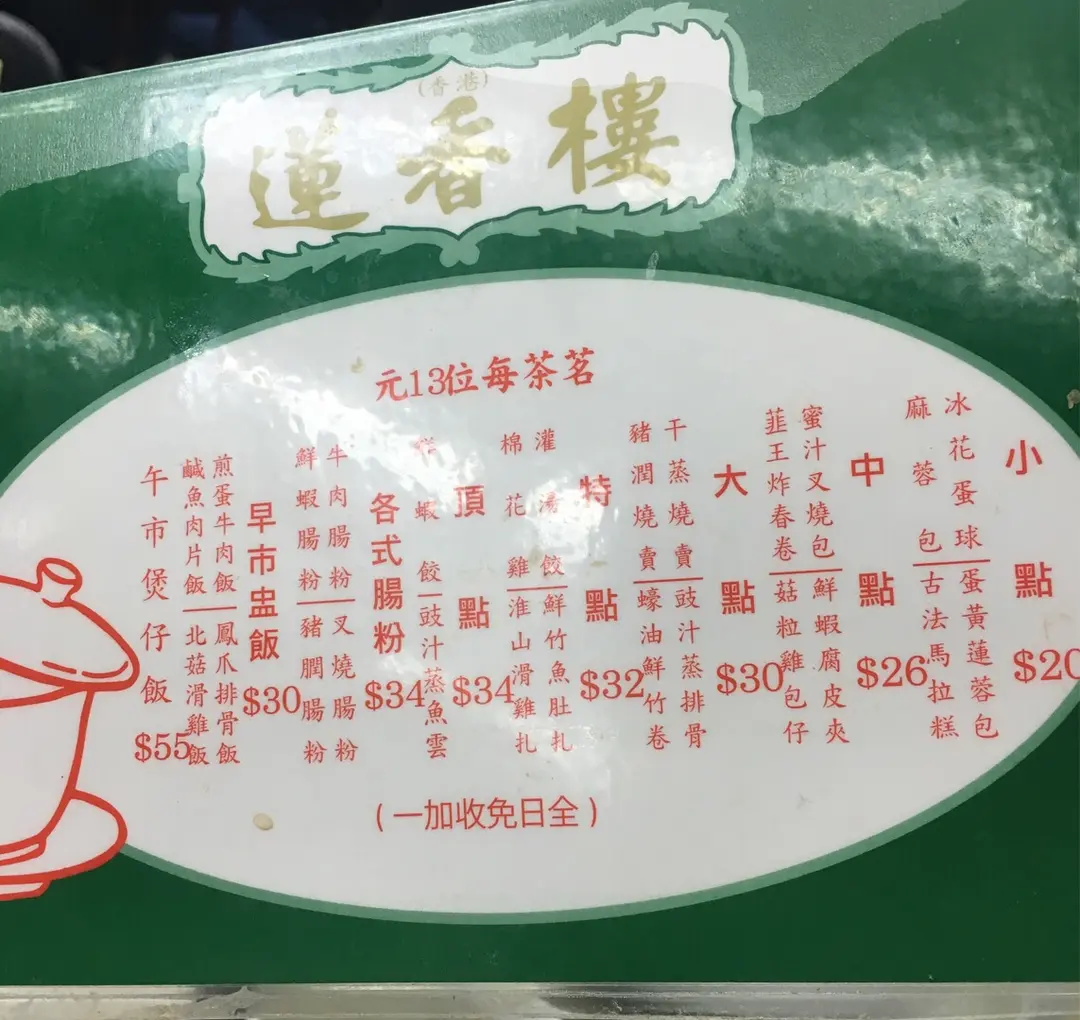 (香港)
蓮香樓
茗茶每位13元
小點 $20
冰花蛋球
蛋黃蓮蓉包
麻蓉包
古法馬拉糕
中點 $26
蜜汁叉燒包
鮮蝦腐皮夾
韮王炸春卷
菇粒雞包仔
大點 $30
干蒸燒賣
豉汁蒸排骨
豬潤燒賣
蠔油鮮竹卷
特點 $32
灌湯餃
鮮竹魚肚扎
棉花雞
淮山滑雞扎
頂點 $34
鮮蝦餃
豉汁蒸魚雲
各式腸粉 $34
牛肉腸粉
叉燒腸粉
鮮蝦腸粉
豬膶腸粉
早市盅飯 $30
煎蛋牛肉飯
鳳爪排骨飯
鹹魚肉片飯
北菇滑雞飯
午市煲仔飯 $55
(全日免收加一)